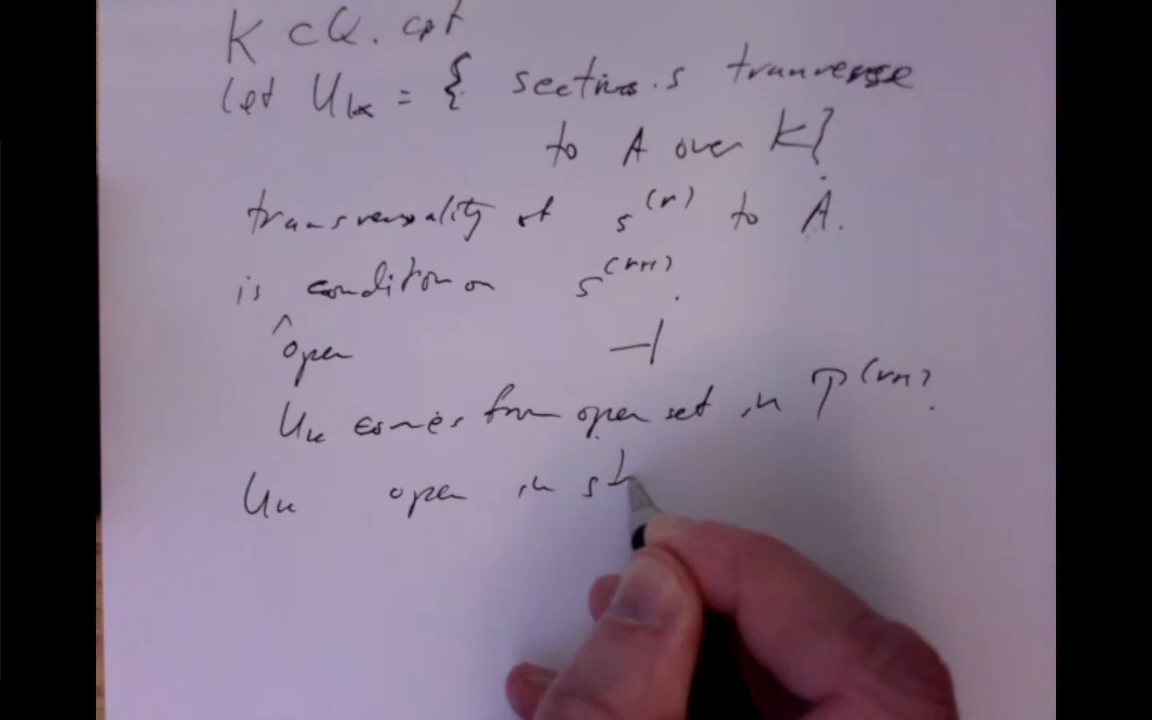 K ⊂ Q. cpt
let U_K = { sections transverse
to A over K }
transversality of s^(r) to A.
is condition on s^(r+1).
^ open ⊣
U_K comes from open set in P^(r+1).
U_K open in st